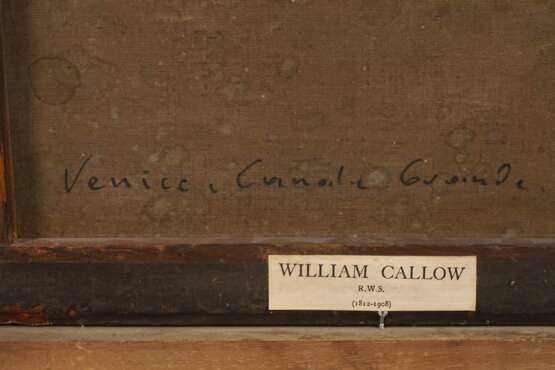 Venice, Canale Grande.
WILLIAM CALLOW
R.W.S.
(1812-1908)